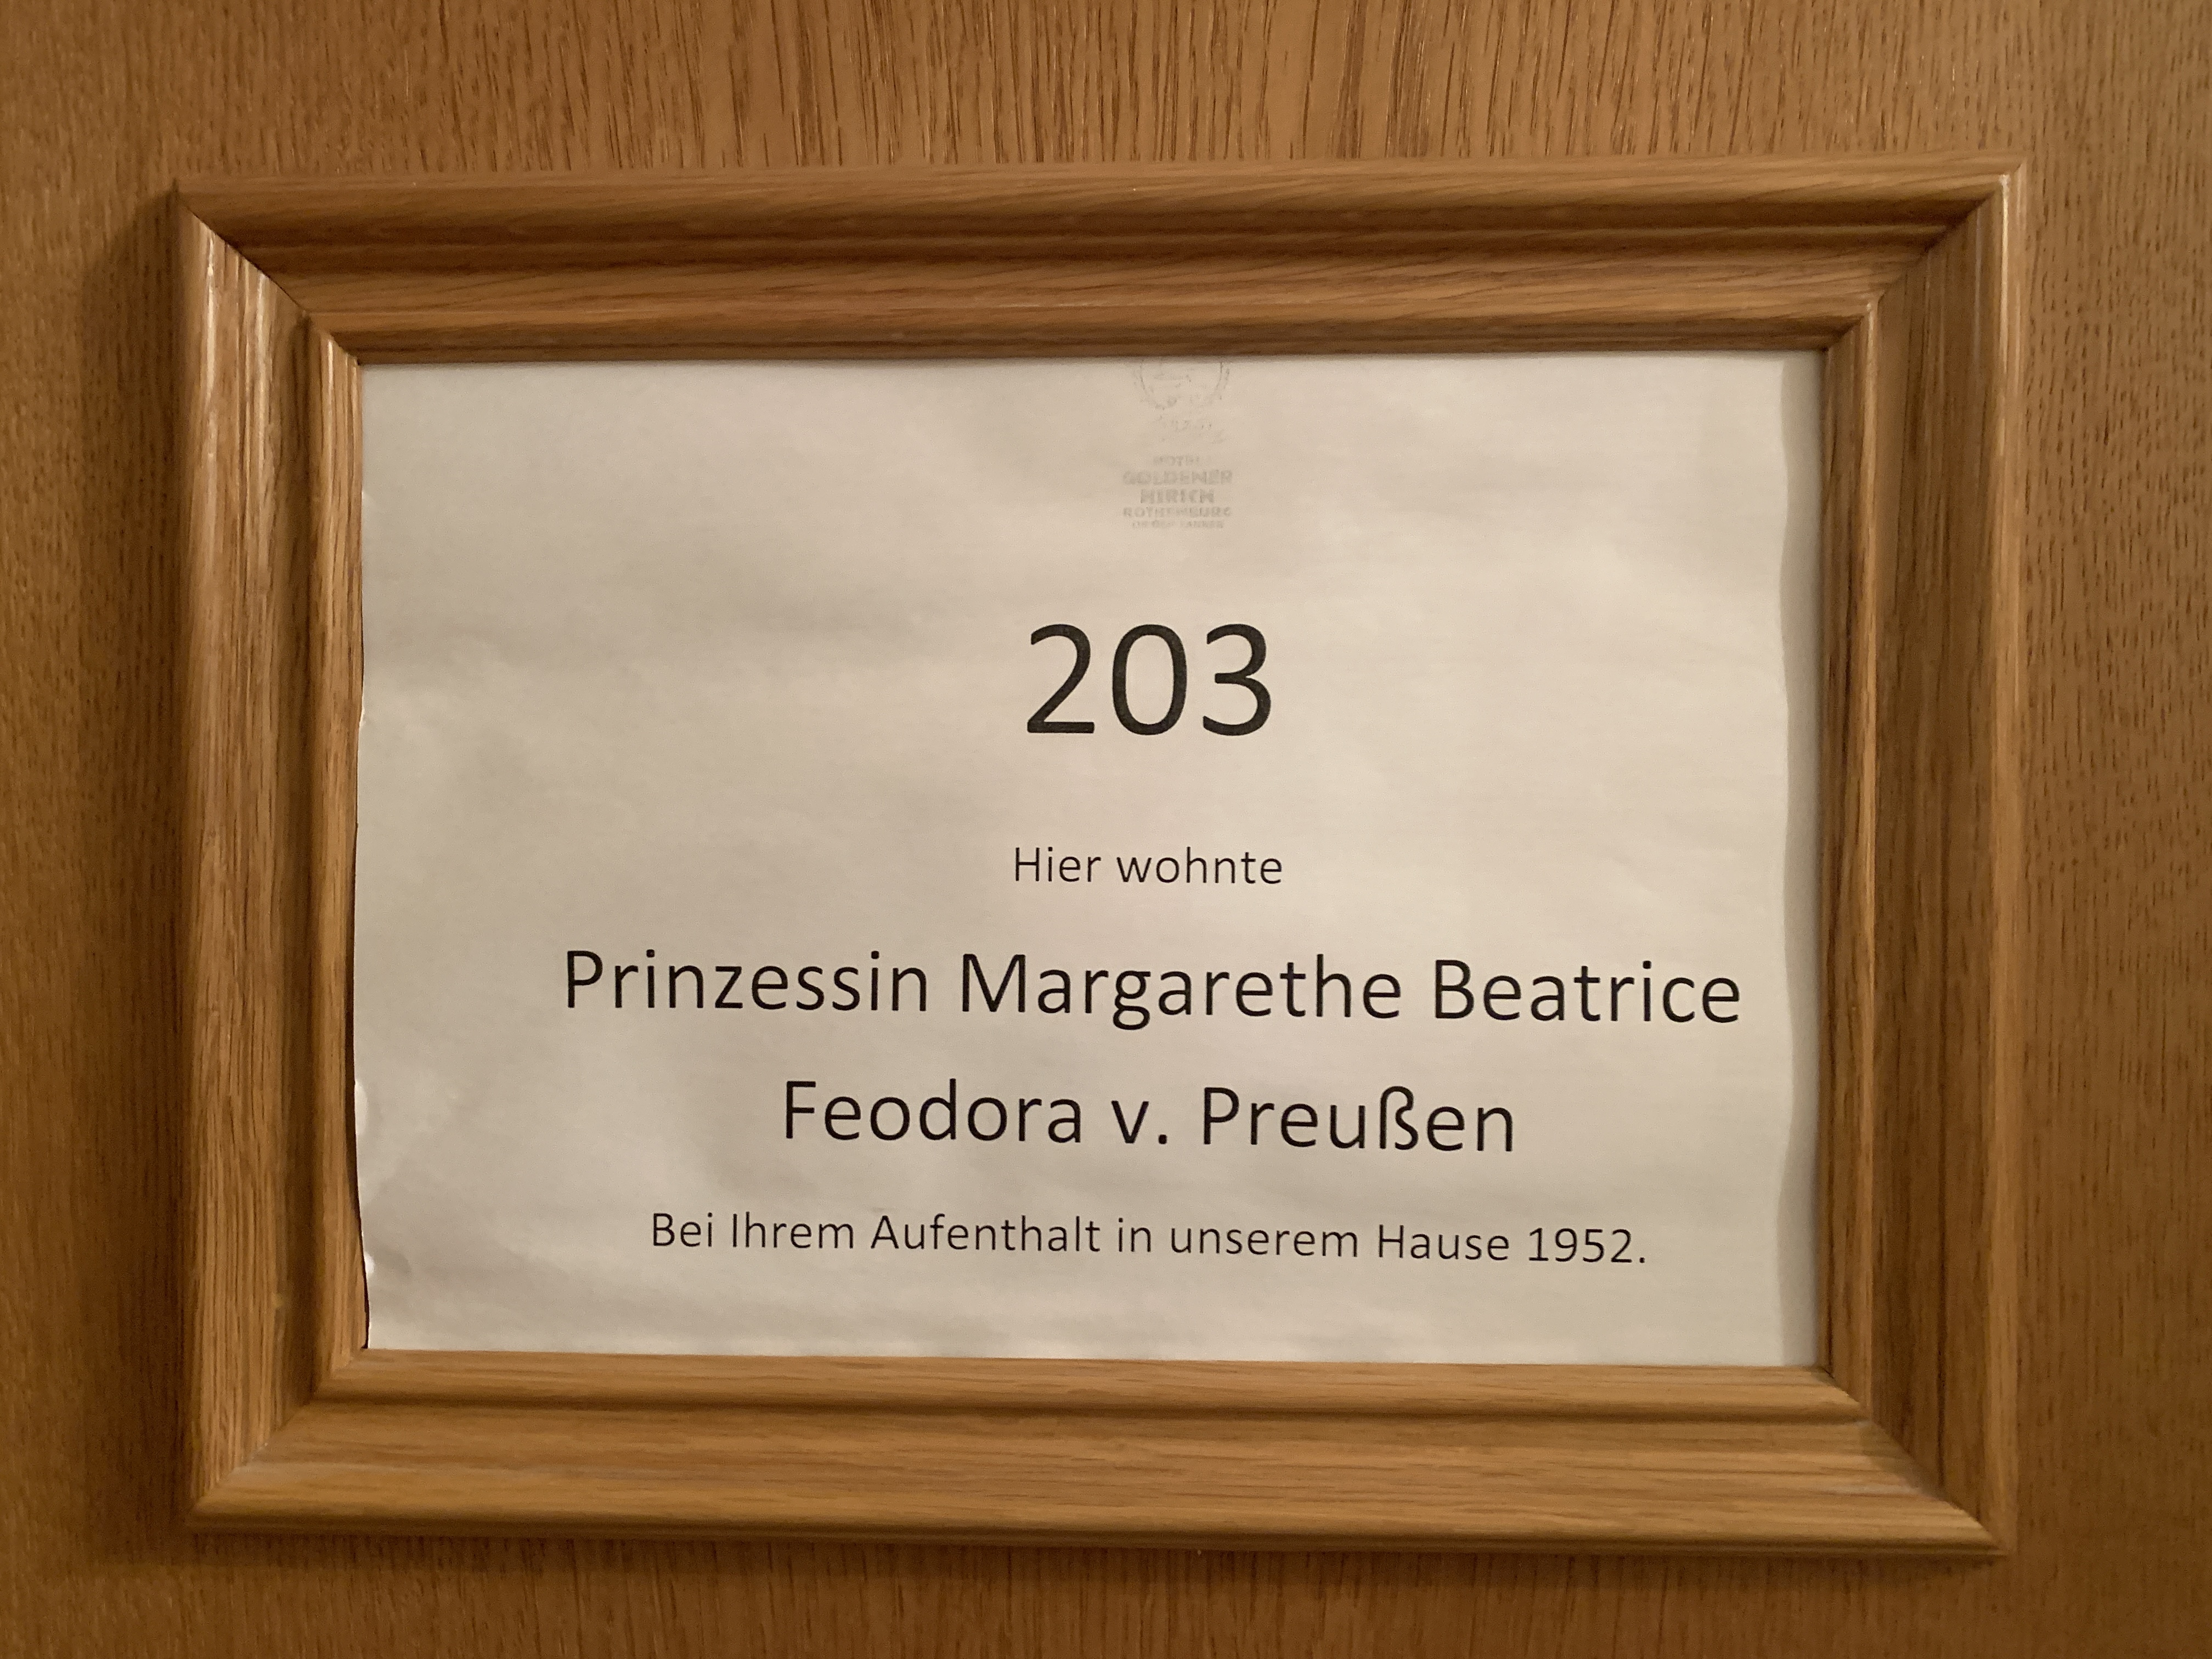 HOTEL
GOLDENER
HIRSCH
ROTHENBURG
203
Hier wohnte
Prinzessin Margarethe Beatrice
Feodora v. Preußen
Bei Ihrem Aufenthalt in unserem Hause 1952.